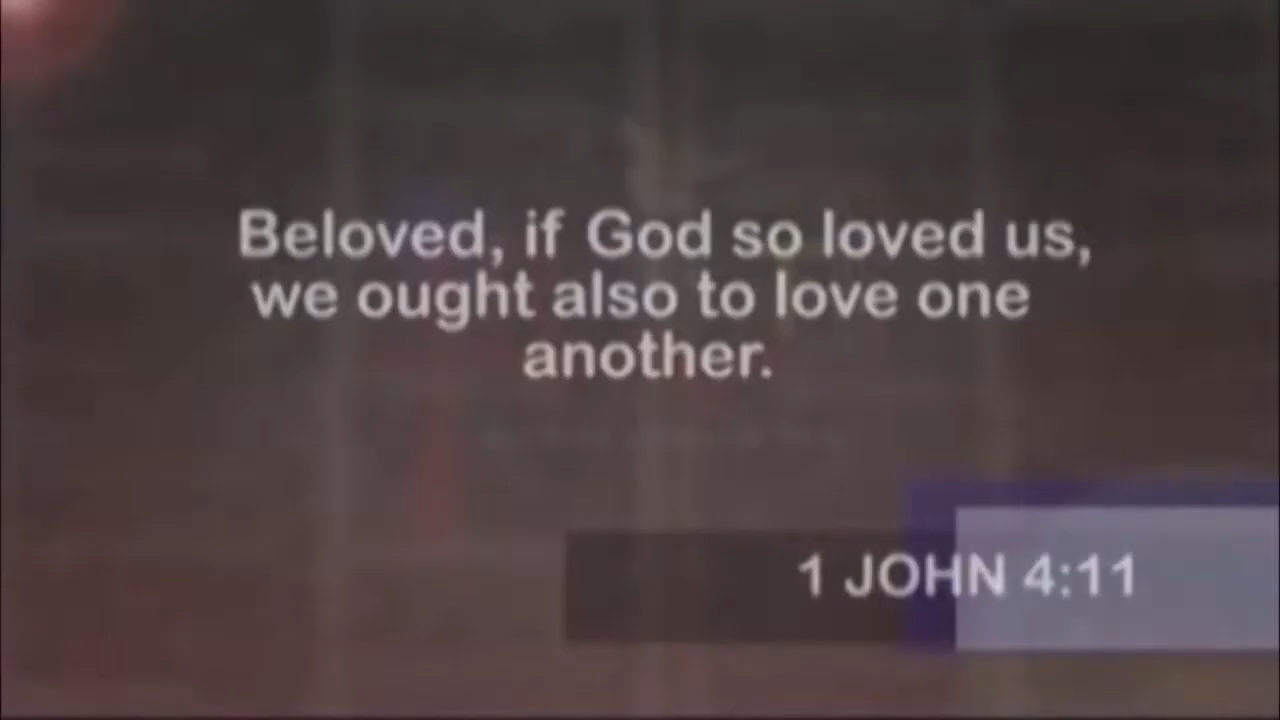 Beloved, if God so loved us,
we ought also to love one
another.
1 JOHN 4:11